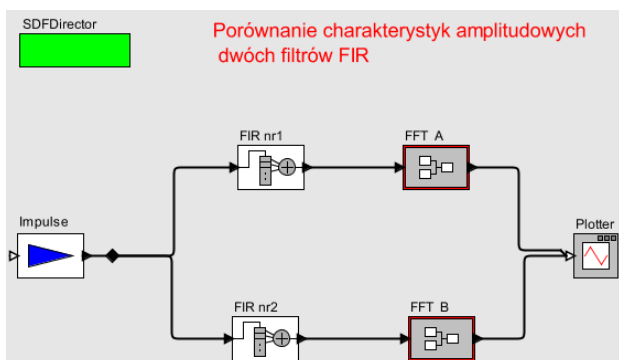 SDFDirector
Porównanie charakterystyk amplitudowych
dwóch filtrów FIR
FIR nr1
FFT A
Impulse
Plotter
FIR nr2
FFT B